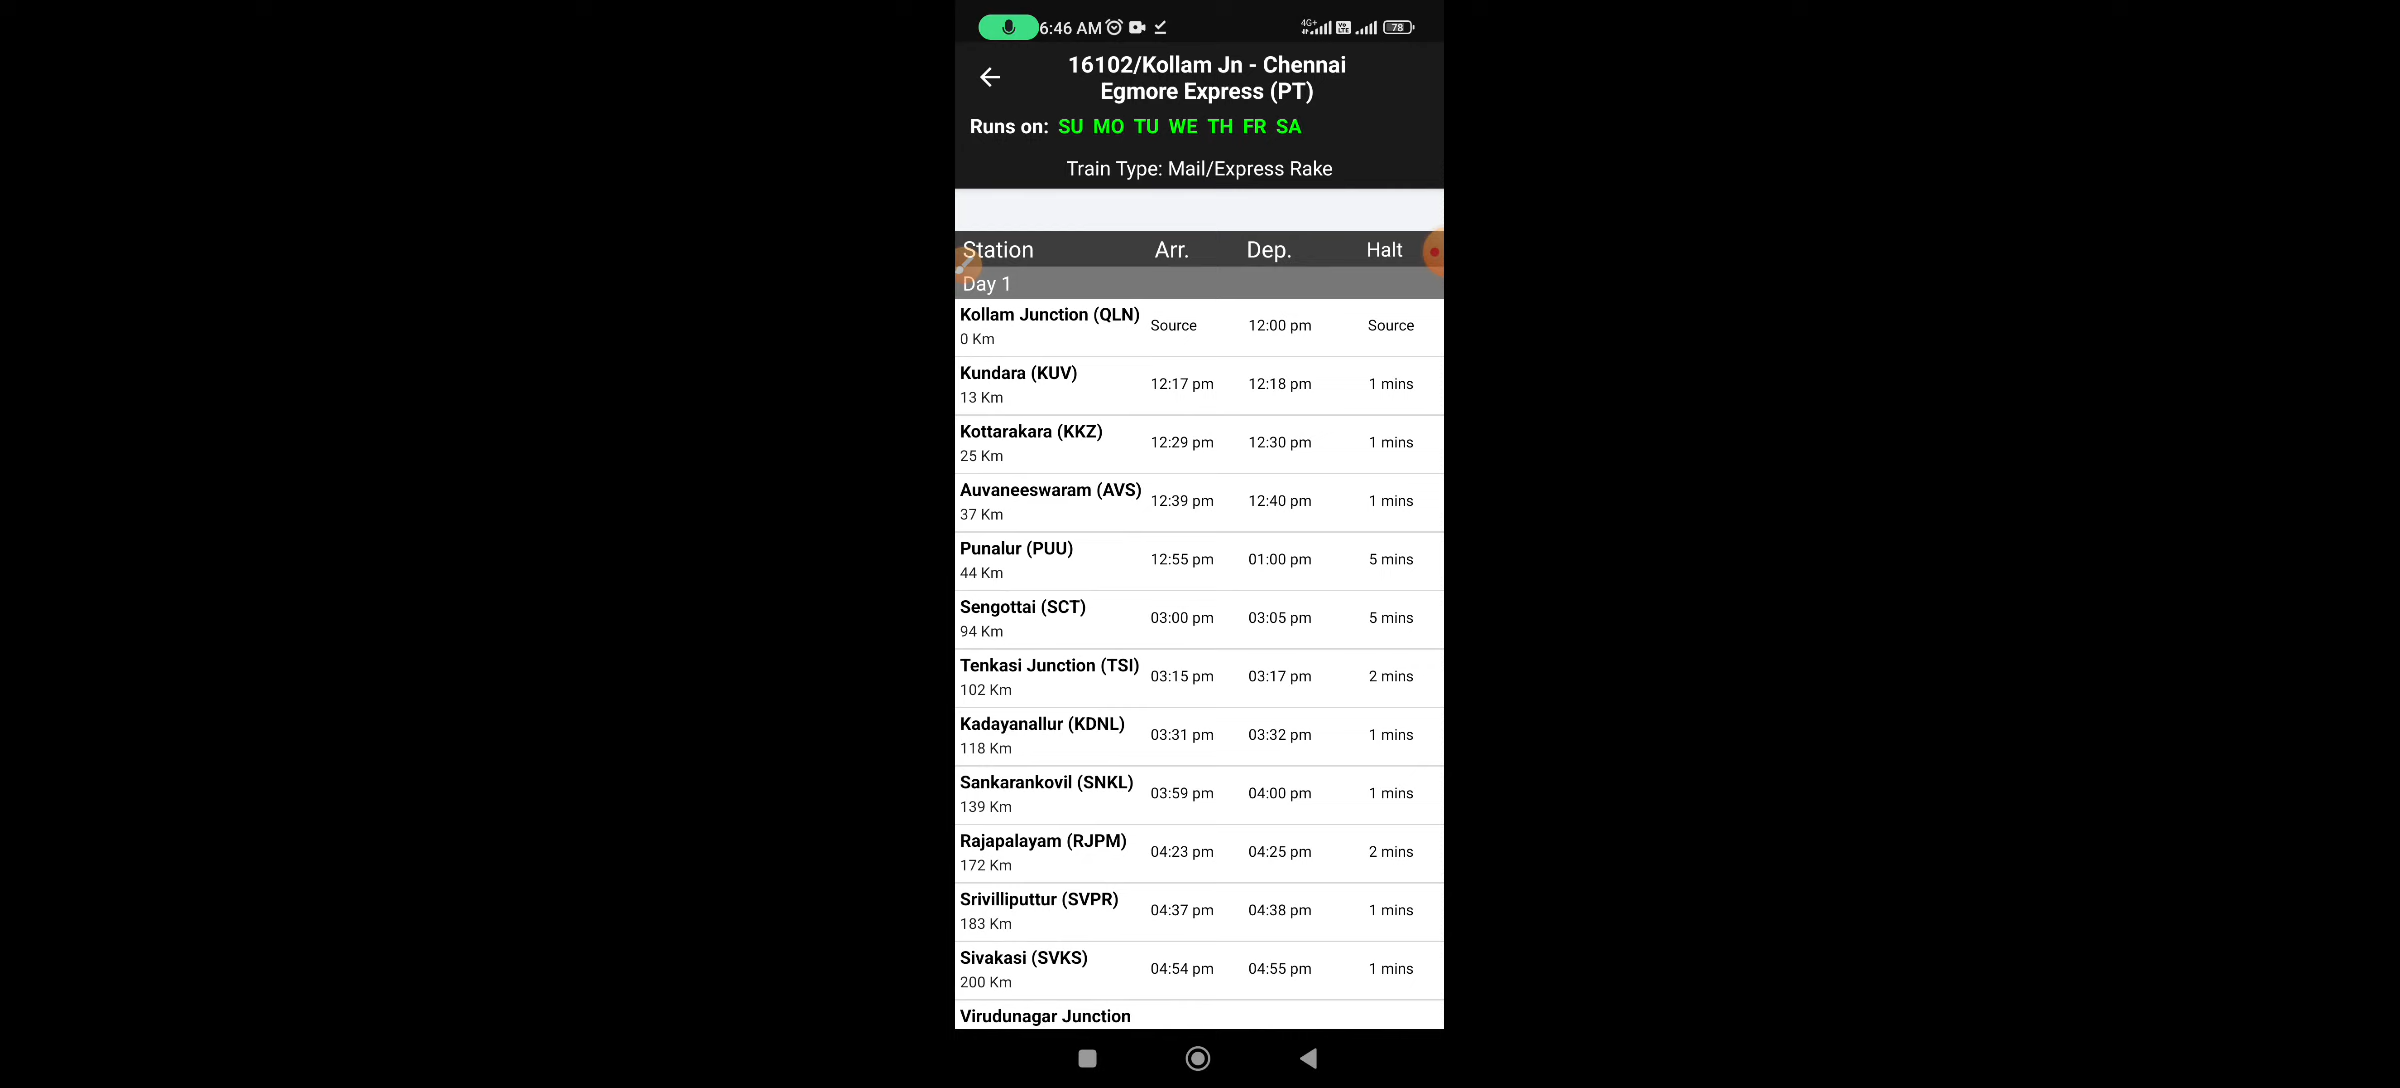 6:46 AM
4G+
Vo LTE
78
16102/Kollam Jn - Chennai
Egmore Express (PT)
Runs on: SU MO TU WE TH FR SA
Train Type: Mail/Express Rake
Station Arr. Dep. Halt
Day 1
Kollam Junction (QLN) Source 12:00 pm Source
0 Km
Kundara (KUV) 12:17 pm 12:18 pm 1 mins
13 Km
Kottarakara (KKZ) 12:29 pm 12:30 pm 1 mins
25 Km
Auvaneeswaram (AVS) 12:39 pm 12:40 pm 1 mins
37 Km
Punalur (PUU) 12:55 pm 01:00 pm 5 mins
44 Km
Sengottai (SCT) 03:00 pm 03:05 pm 5 mins
94 Km
Tenkasi Junction (TSI) 03:15 pm 03:17 pm 2 mins
102 Km
Kadayanallur (KDNL) 03:31 pm 03:32 pm 1 mins
118 Km
Sankarankovil (SNKL) 03:59 pm 04:00 pm 1 mins
139 Km
Rajapalayam (RJPM) 04:23 pm 04:25 pm 2 mins
172 Km
Srivilliputtur (SVPR) 04:37 pm 04:38 pm 1 mins
183 Km
Sivakasi (SVKS) 04:54 pm 04:55 pm 1 mins
200 Km
Virudunagar Junction